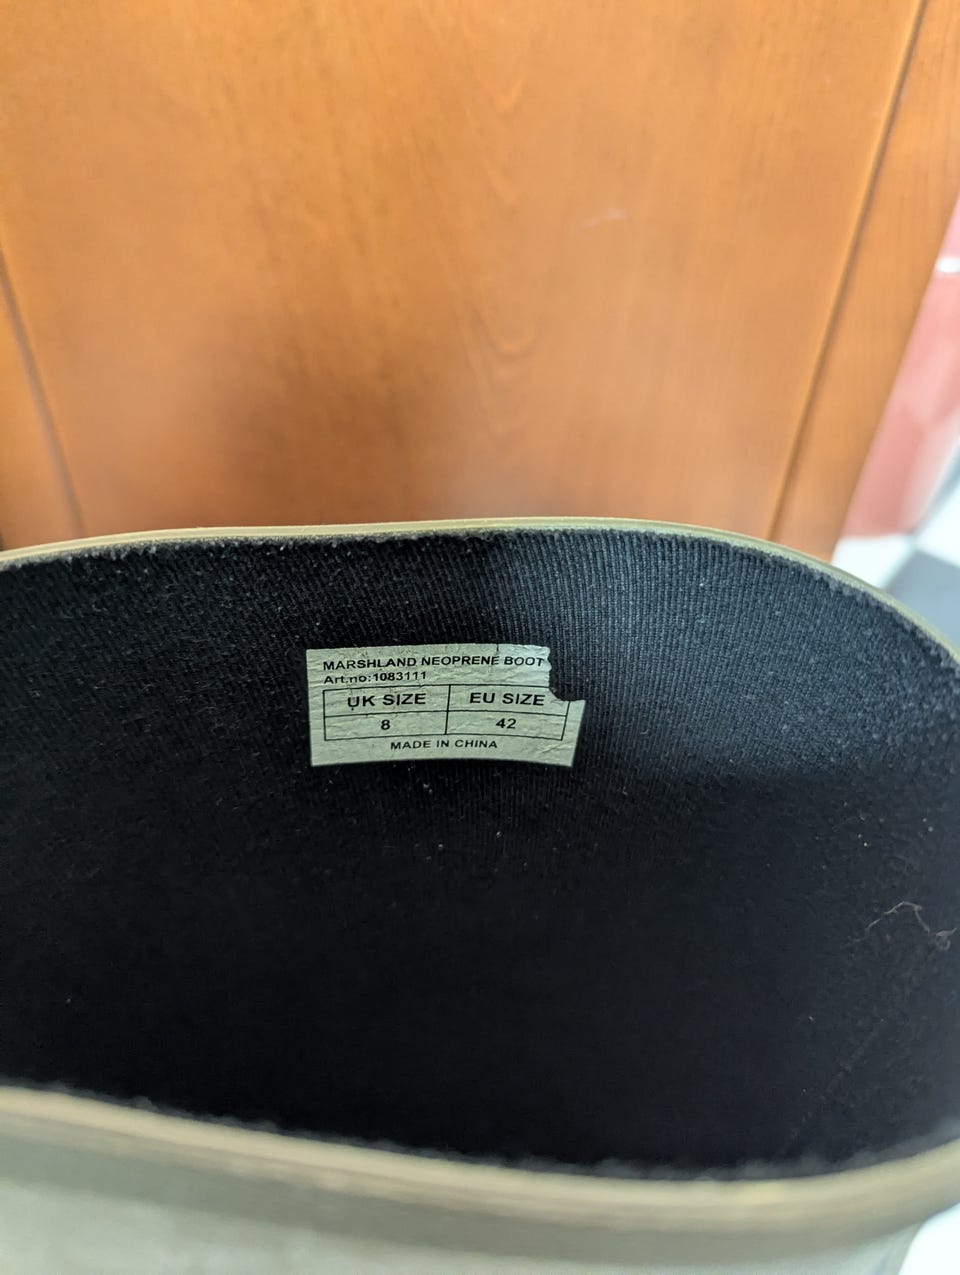 MARSHLAND NEOPRENE BOOT
Art.no:1083111
UK SIZE EU SIZE
8 42
MADE IN CHINA